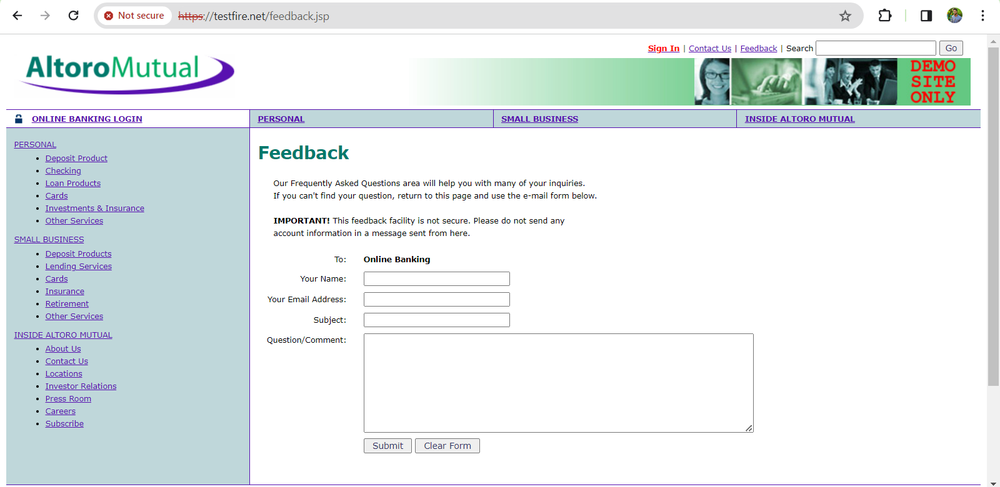 Not secure https://testfire.net/feedback.jsp
Sign In | Contact Us | Feedback | Search Go
AltoroMutual
DEMO
SITE
ONLY
ONLINE BANKING LOGIN
PERSONAL
SMALL BUSINESS
INSIDE ALTORO MUTUAL
PERSONAL
Deposit Product
Checking
Loan Products
Cards
Investments & Insurance
Other Services
SMALL BUSINESS
Deposit Products
Lending Services
Cards
Insurance
Retirement
Other Services
INSIDE ALTORO MUTUAL
About Us
Contact Us
Locations
Investor Relations
Press Room
Careers
Subscribe
Feedback
Our Frequently Asked Questions area will help you with many of your inquiries.
If you can't find your question, return to this page and use the e-mail form below.
IMPORTANT! This feedback facility is not secure. Please do not send any
account information in a message sent from here.
To: Online Banking
Your Name:
Your Email Address:
Subject:
Question/Comment:
Submit Clear Form